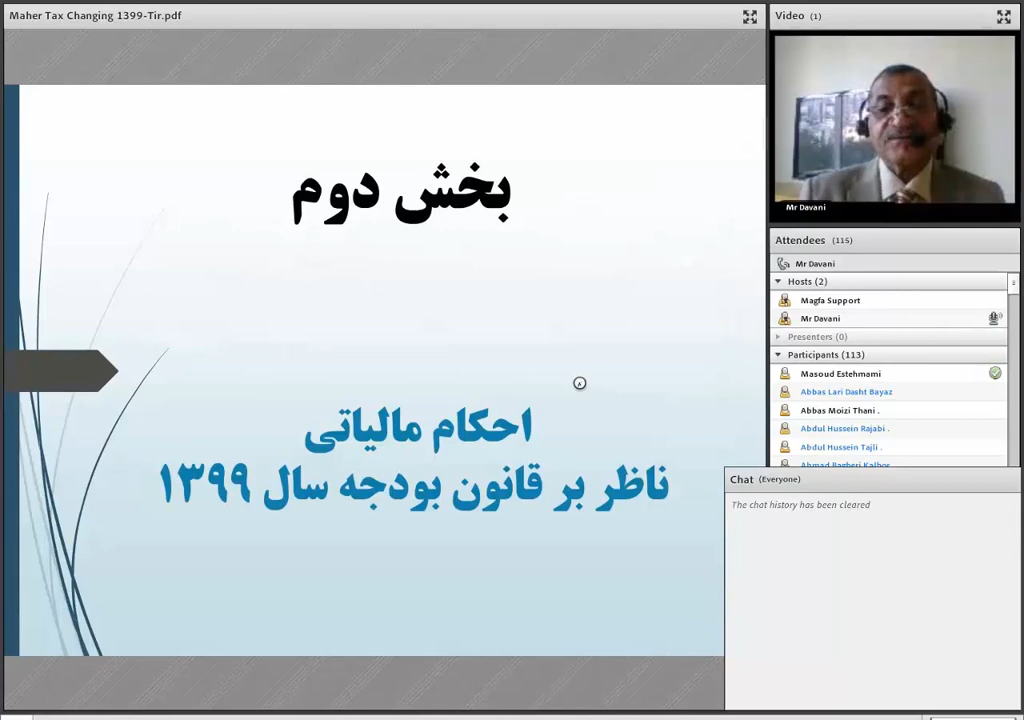 Maher Tax Changing 1399-Tir.pdf
بخش دوم
احکام مالیاتی
ناظر بر قانون بودجه سال ۱۳۹۹
Video (1)
Mr Davani
Attendees (115)
Mr Davani
Hosts (2)
Magfa Support
Mr Davani
Presenters (0)
Participants (113)
Masoud Estehmami
Abbas Lari Dasht Bayaz
Abbas Moizi Thani .
Abdul Hussein Rajabi .
Abdul Hussein Tajli .
Ahmad Bagheri Kalhor
Chat (Everyone)
The chat history has been cleared